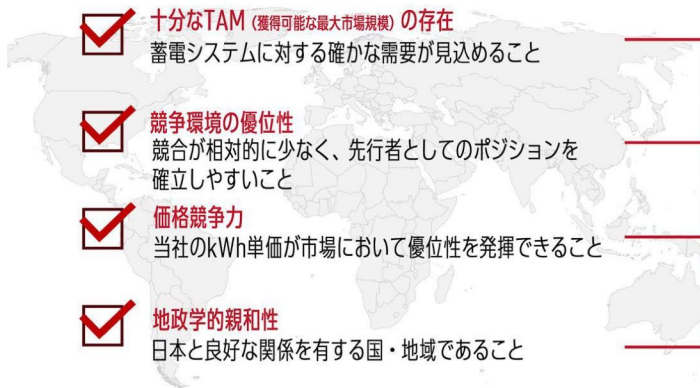 十分なTAM（獲得可能な最大市場規模）の存在
蓄電システムに対する確かな需要が見込めること
競争環境の優位性
競合が相対的に少なく、先行者としてのポジションを
確立しやすいこと
価格競争力
当社のkWh単価が市場において優位性を発揮できること
地政学的親和性
日本と良好な関係を有する国・地域であること